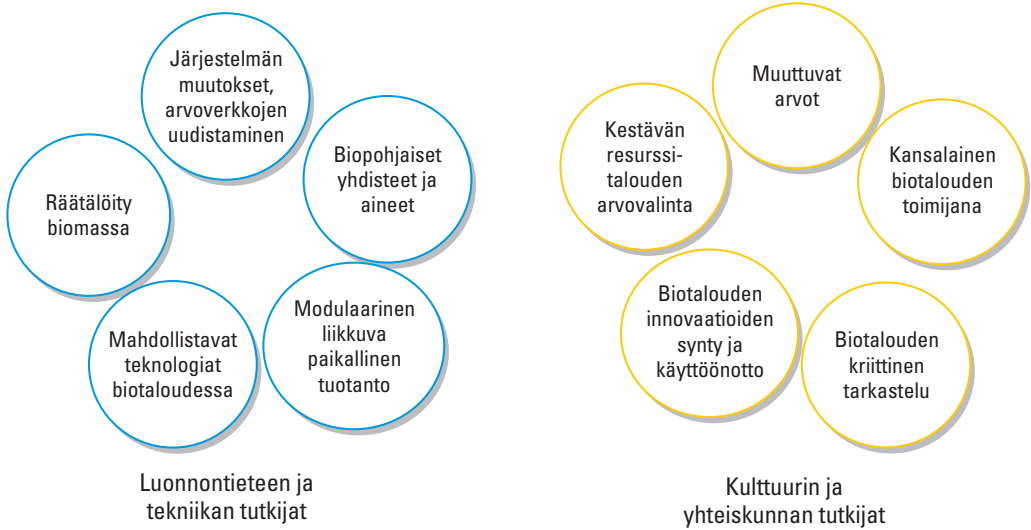 Järjestelmän
muutokset,
arvoverkkojen
uudistaminen
Biopohjaiset
yhdisteet ja
aineet
Räätälöity
biomassa
Modulaarinen
liikkuva
paikallinen
tuotanto
Mahdollistavat
teknologiat
biotaloudessa
Luonnontieteen ja
tekniikan tutkijat
Muuttuvat
arvot
Kestävän
resurssi-
talouden
arvovalinta
Kansalainen
biotalouden
toimijana
Biotalouden
innovaatioiden
synty ja
käyttöönotto
Biotalouden
kriittinen
tarkastelu
Kulttuurin ja
yhteiskunnan tutkijat